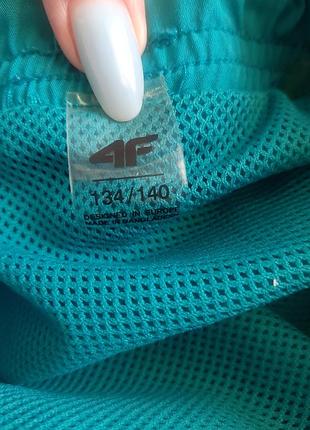 4F
134/140
DESIGNED IN EUROPE
MADE IN BANGLADESH